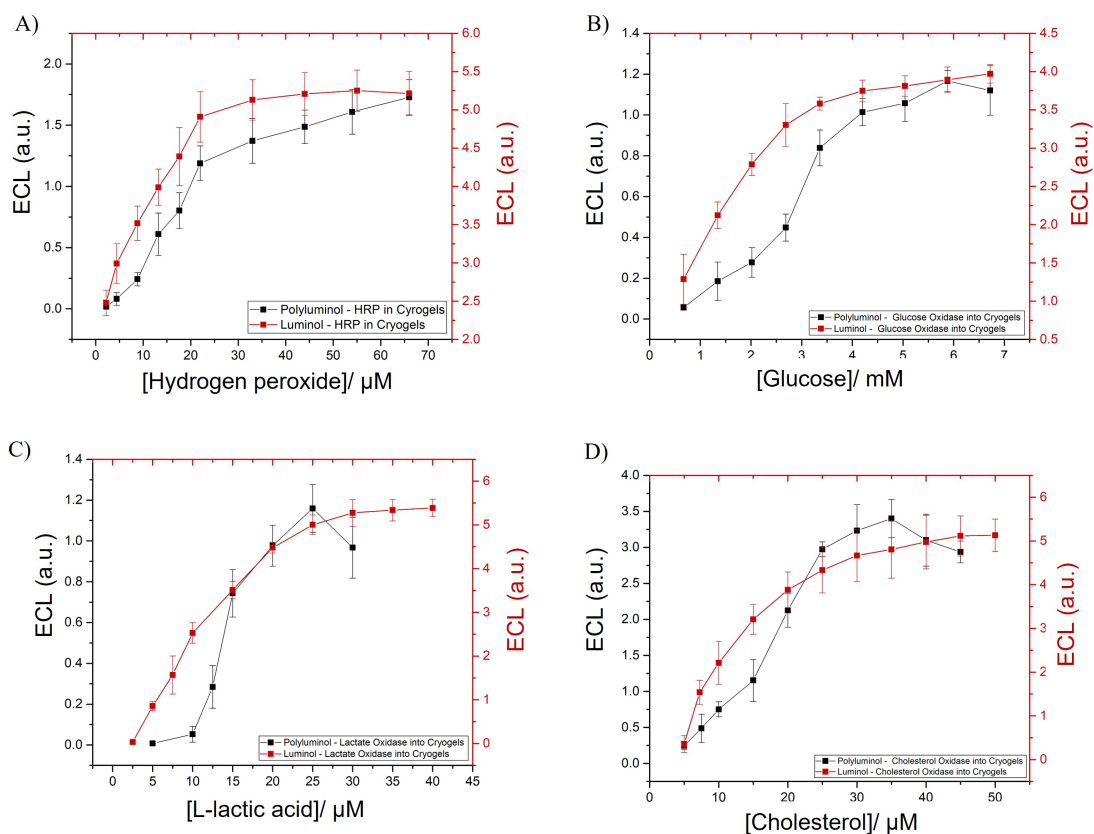 A)
2.0
1.5
1.0
0.5
0.0
ECL (a.u.)
6.0
5.5
5.0
4.5
4.0
3.5
3.0
2.5
2.0
ECL (a.u.)
Polyluminol - HRP in Cyrogels
Luminol - HRP in Cryogels
0 10 20 30 40 50 60 70
[Hydrogen peroxide]/ µM
B)
1.4
1.2
1.0
0.8
0.6
0.4
0.2
0.0
ECL (a.u.)
4.5
4.0
3.5
3.0
2.5
2.0
1.5
1.0
0.5
ECL (a.u.)
Polyluminol - Glucose Oxidase into Cryogels
Luminol - Glucose Oxidase into Cryogels
0 1 2 3 4 5 6 7
[Glucose]/ mM
C)
1.4
1.2
1.0
0.8
0.6
0.4
0.2
0.0
ECL (a.u.)
6
5
4
3
2
1
0
ECL (a.u.)
Polyluminol - Lactate Oxidase into Cryogels
Luminol - Lactate Oxidase into Cryogels
0 5 10 15 20 25 30 35 40 45
[L-lactic acid]/ µM
D)
4.0
3.5
3.0
2.5
2.0
1.5
1.0
0.5
0.0
ECL (a.u.)
6
5
4
3
2
1
0
ECL (a.u.)
Polyluminol - Cholesterol Oxidase into Cryogels
Luminol - Cholesterol Oxidase into Cryogels
0 10 20 30 40 50
[Cholesterol]/ µM